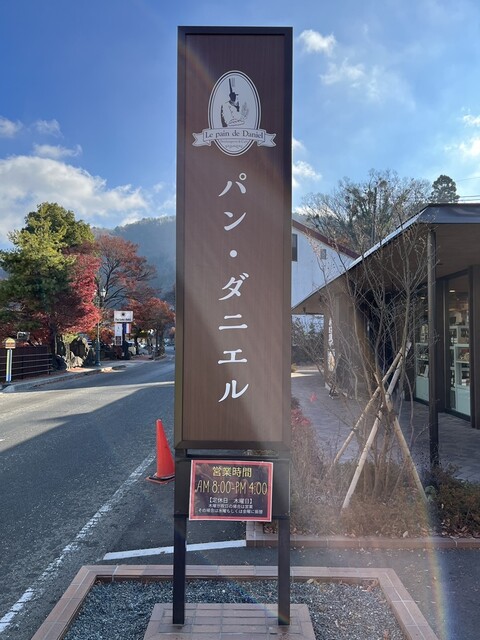 Le pain de Daniel
パン・ダニエル
営業時間
AM 8:00-PM 4:00
【定休日 木曜日】